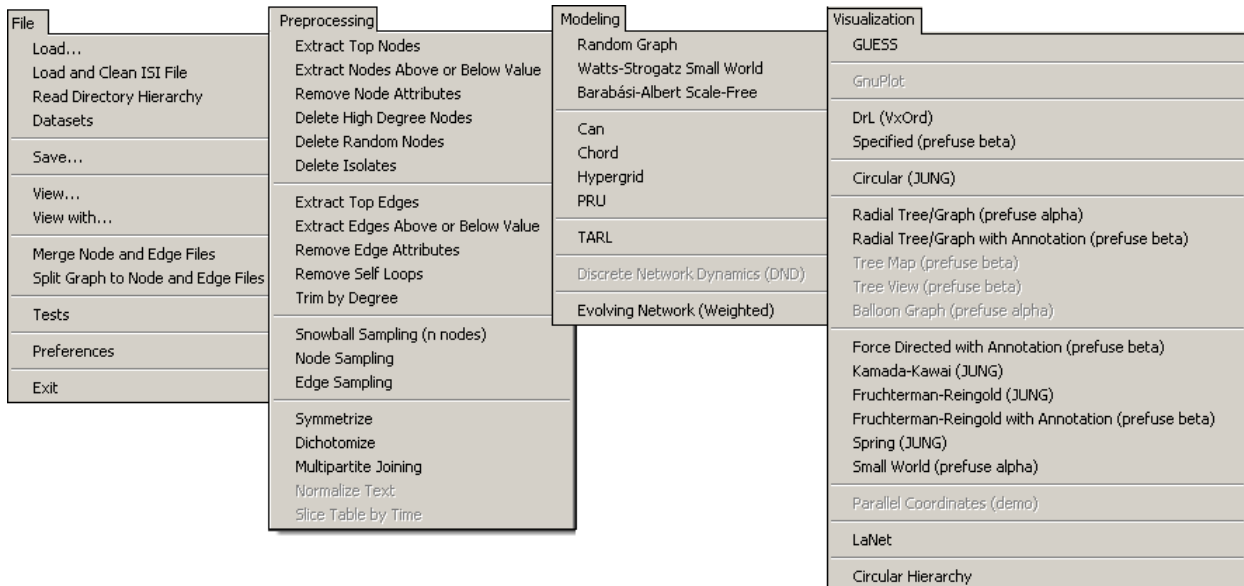 File
Load...
Load and Clean ISI File
Read Directory Hierarchy
Datasets
Save...
View...
View with...
Merge Node and Edge Files
Split Graph to Node and Edge Files
Tests
Preferences
Exit
Preprocessing
Extract Top Nodes
Extract Nodes Above or Below Value
Remove Node Attributes
Delete High Degree Nodes
Delete Random Nodes
Delete Isolates
Extract Top Edges
Extract Edges Above or Below Value
Remove Edge Attributes
Remove Self Loops
Trim by Degree
Snowball Sampling (n nodes)
Node Sampling
Edge Sampling
Symmetrize
Dichotomize
Multipartite Joining
Normalize Text
Slice Table by Time
Modeling
Random Graph
Watts-Strogatz Small World
Barabási-Albert Scale-Free
Can
Chord
Hypergrid
PRU
TARL
Discrete Network Dynamics (DND)
Evolving Network (Weighted)
Visualization
GUESS
GnuPlot
DrL (VxOrd)
Specified (prefuse beta)
Circular (JUNG)
Radial Tree/Graph (prefuse alpha)
Radial Tree/Graph with Annotation (prefuse beta)
Tree Map (prefuse beta)
Tree View (prefuse beta)
Balloon Graph (prefuse alpha)
Force Directed with Annotation (prefuse beta)
Kamada-Kawai (JUNG)
Fruchterman-Reingold (JUNG)
Fruchterman-Reingold with Annotation (prefuse beta)
Spring (JUNG)
Small World (prefuse alpha)
Parallel Coordinates (demo)
LaNet
Circular Hierarchy